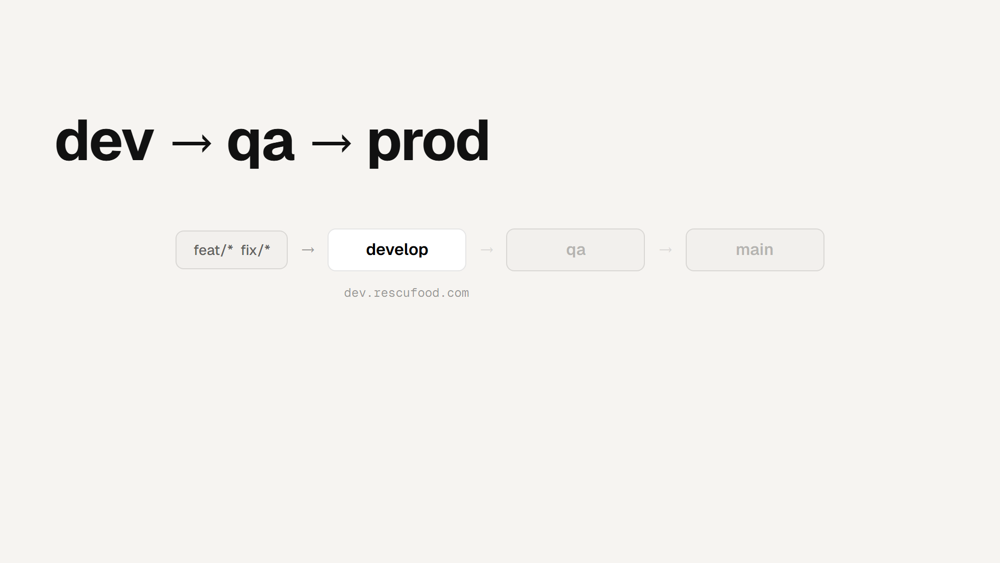 dev → qa → prod
feat/* fix/* → develop → qa → main
dev.rescufood.com